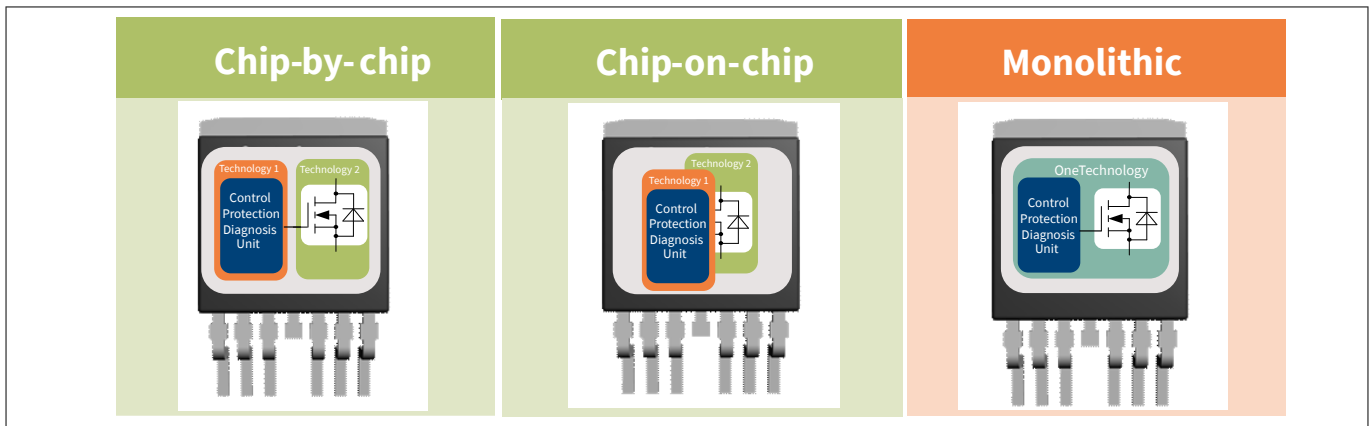 Chip-by-chip
Chip-on-chip
Monolithic
Technology 1
Technology 2
Control
Protection
Diagnosis
Unit
Technology 2
Technology 1
Control
Protection
Diagnosis
Unit
OneTechnology
Control
Protection
Diagnosis
Unit